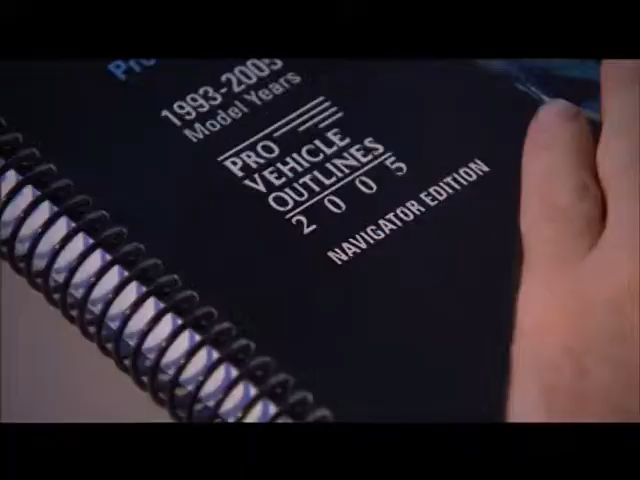 1993-2005
Model Years
PRO
VEHICLE
OUTLINES
2005
NAVIGATOR EDITION